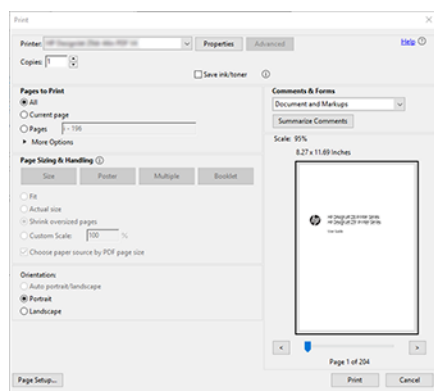 Print
Printer:
Properties
Advanced
Help
Copies: 1
Save ink/toner
Pages to Print
All
Current page
Pages - 196
More Options
Page Sizing & Handling
Size
Poster
Multiple
Booklet
Fit
Actual size
Shrink oversized pages
Custom Scale: 100 %
Choose paper source by PDF page size
Orientation:
Auto portrait/landscape
Portrait
Landscape
Comments & Forms
Document and Markups
Summarize Comments
Scale: 95%
8.27 x 11.69 Inches
hp
User Guide
<
>
Page 1 of 204
Page Setup...
Print
Cancel